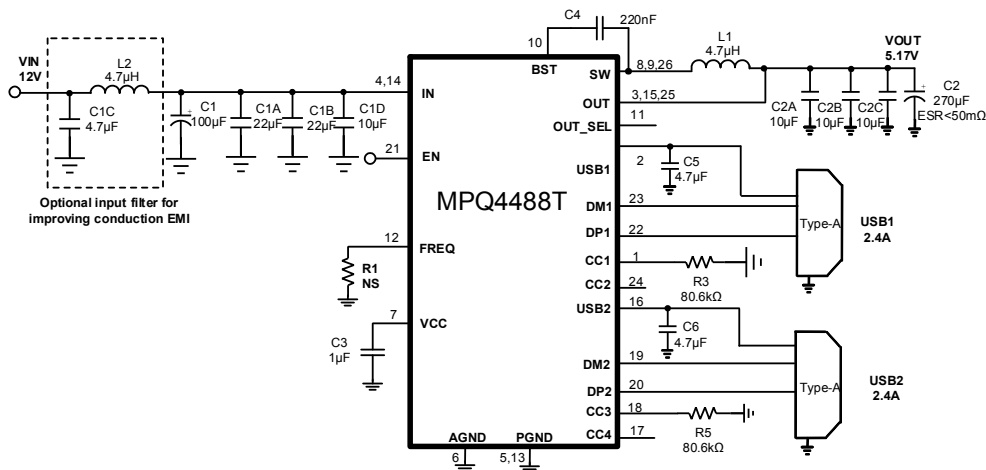 C4
220nF
10
BST
VIN
12V
L2
4.7µH
C1C
4.7µF
C1
100µF
C1A
22µF
C1B
22µF
C1D
10µF
4,14
IN
21
EN
Optional input filter for
improving conduction EMI
12
FREQ
R1
NS
7
VCC
C3
1µF
MPQ4488T
SW
8,9,26
L1
4.7µH
VOUT
5.17V
OUT
3,15,25
OUT_SEL
11
C2A
10µF
C2B
10µF
C2C
10µF
C2
270µF
ESR<50mΩ
USB1
2
C5
4.7µF
DM1
23
DP1
22
Type-A
USB1
2.4A
CC1
1
R3
80.6kΩ
CC2
24
USB2
16
C6
4.7µF
DM2
19
DP2
20
Type-A
USB2
2.4A
CC3
18
R5
80.6kΩ
CC4
17
AGND
PGND
6
5,13